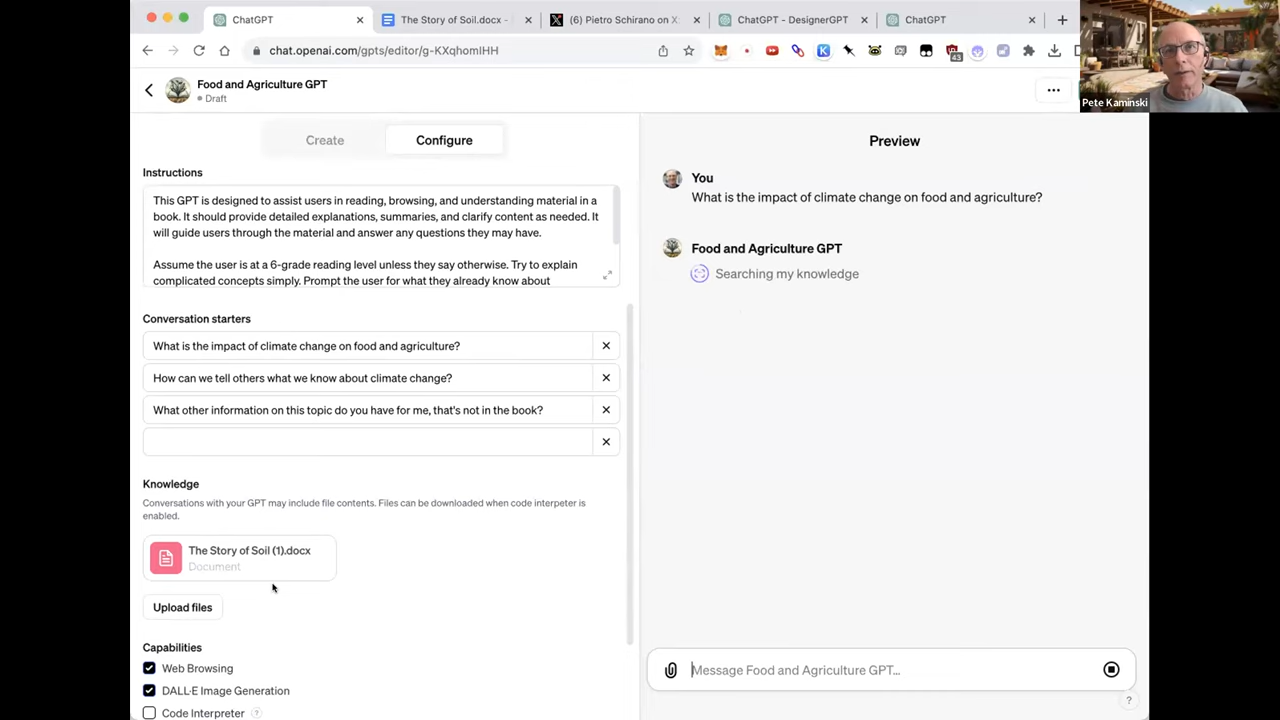 ChatGPT
The Story of Soil.docx -
(6) Pietro Schirano on X:
ChatGPT - DesignerGPT
ChatGPT
chat.openai.com/gpts/editor/g-KXqhomIHH
43
Food and Agriculture GPT
Draft
Pete Kaminski
Create
Configure
Instructions
This GPT is designed to assist users in reading, browsing, and understanding material in a
book. It should provide detailed explanations, summaries, and clarify content as needed. It
will guide users through the material and answer any questions they may have.
Assume the user is at a 6-grade reading level unless they say otherwise. Try to explain
complicated concepts simply. Prompt the user for what they already know about
Conversation starters
What is the impact of climate change on food and agriculture?
How can we tell others what we know about climate change?
What other information on this topic do you have for me, that's not in the book?
Knowledge
Conversations with your GPT may include file contents. Files can be downloaded when code interpeter is
enabled.
The Story of Soil (1).docx
Document
Upload files
Capabilities
Web Browsing
DALL·E Image Generation
Code Interpreter ?
Preview
You
What is the impact of climate change on food and agriculture?
Food and Agriculture GPT
Searching my knowledge
Message Food and Agriculture GPT...
?